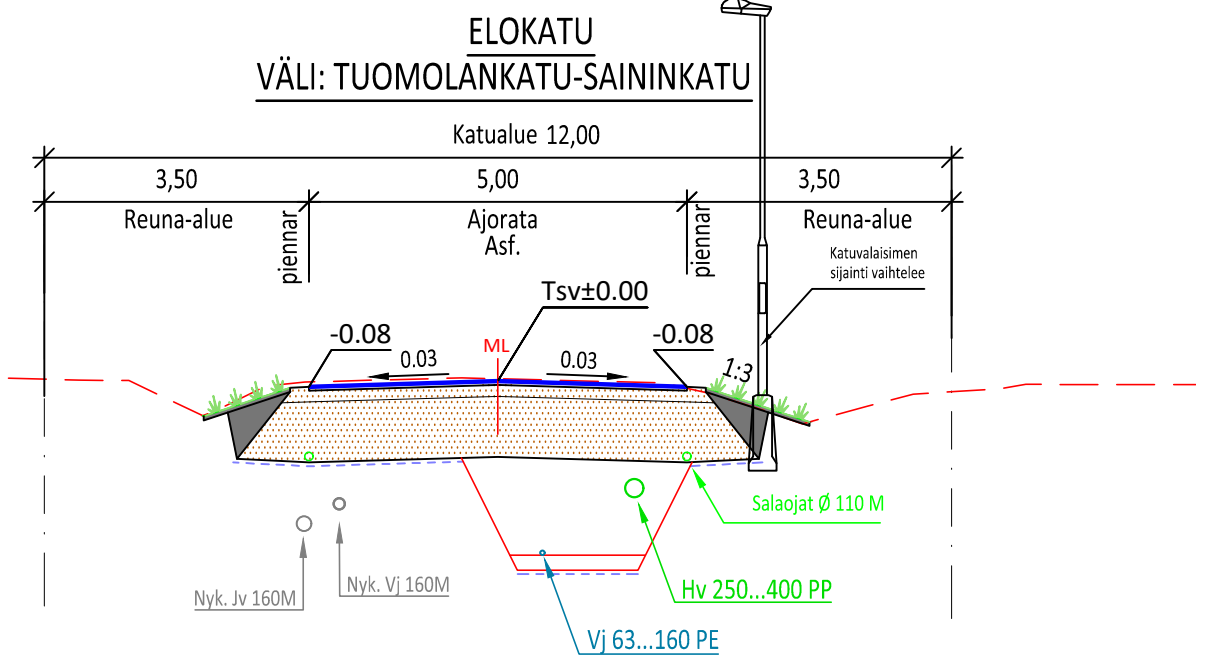 ELOKATU
VÄLI: TUOMOLANKATU-SAININKATU
Katualue 12,00
3,50
5,00
3,50
Reuna-alue
piennar
Ajorata
Asf.
piennar
Reuna-alue
Katuvalaisimen
sijainti vaihtelee
Tsv±0.00
-0.08
-0.08
ML
0.03
0.03
1:3
Salaojat Ø 110 M
Nyk. Jv 160M
Nyk. Vj 160M
Hv 250...400 PP
Vj 63...160 PE